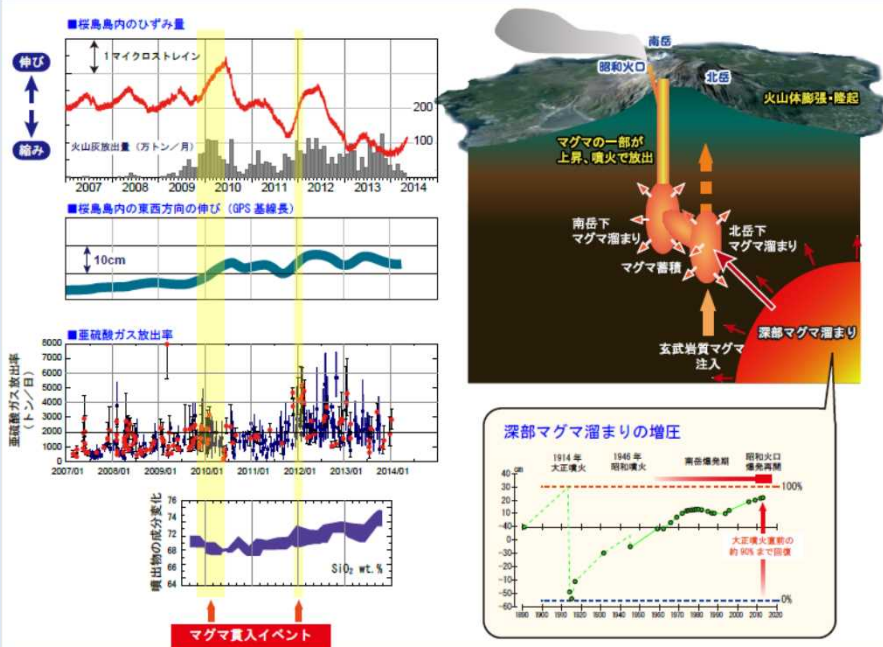 ■桜島島内のひずみ量
伸び
縮み
1マイクロストレイン
火山灰放出量(万トン/月)
200
100
2007 2008 2009 2010 2011 2012 2013 2014
■桜島島内の東西方向の伸び(GPS基線長)
10cm
■亜硫酸ガス放出率
亜硫酸ガス放出率
(トン/日)
8000
7000
6000
5000
4000
3000
2000
1000
0
2007/01 2008/01 2009/01 2010/01 2011/01 2012/01 2013/01 2014/01
噴出物の成分変化
76
74
72
70
68
66
64
SiO₂ wt.%
マグマ貫入イベント
南岳
昭和火口
北岳
火山体膨張・隆起
マグマの一部が
上昇、噴火で放出
南岳下
マグマ溜まり
北岳下
マグマ溜まり
マグマ蓄積
深部マグマ溜まり
玄武岩質マグマ
注入
深部マグマ溜まりの増圧
1914年
大正噴火
1946年
昭和噴火
南岳爆発期
昭和火口
爆発再開
40
30
20
10
-40
0
-10
-20
-30
-40
-50
-60
100%
大正噴火直前の
約90%まで回復
0%
1890 1900 1910 1920 1930 1940 1950 1960 1970 1980 1990 2000 2010 2020